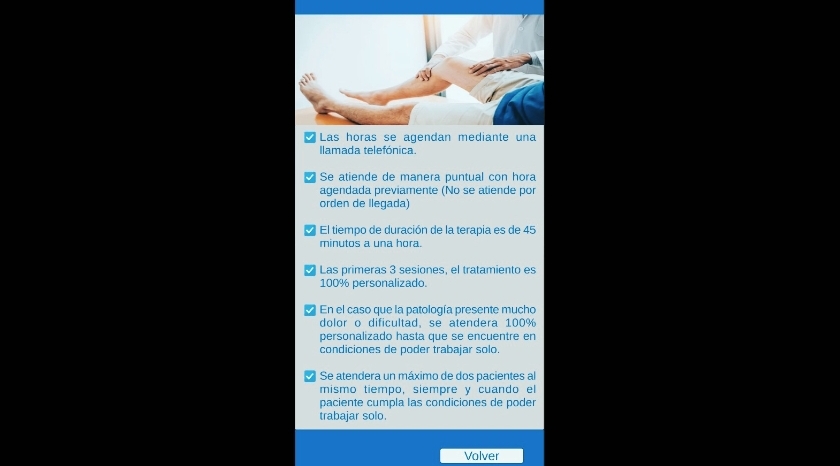 Las horas se agendan mediante una
llamada telefónica.
Se atiende de manera puntual con hora
agendada previamente (No se atiende por
orden de llegada)
El tiempo de duración de la terapia es de 45
minutos a una hora.
Las primeras 3 sesiones, el tratamiento es
100% personalizado.
En el caso que la patología presente mucho
dolor o dificultad, se atendera 100%
personalizado hasta que se encuentre en
condiciones de poder trabajar solo.
Se atendera un máximo de dos pacientes al
mismo tiempo, siempre y cuando el
paciente cumpla las condiciones de poder
trabajar solo.
Volver